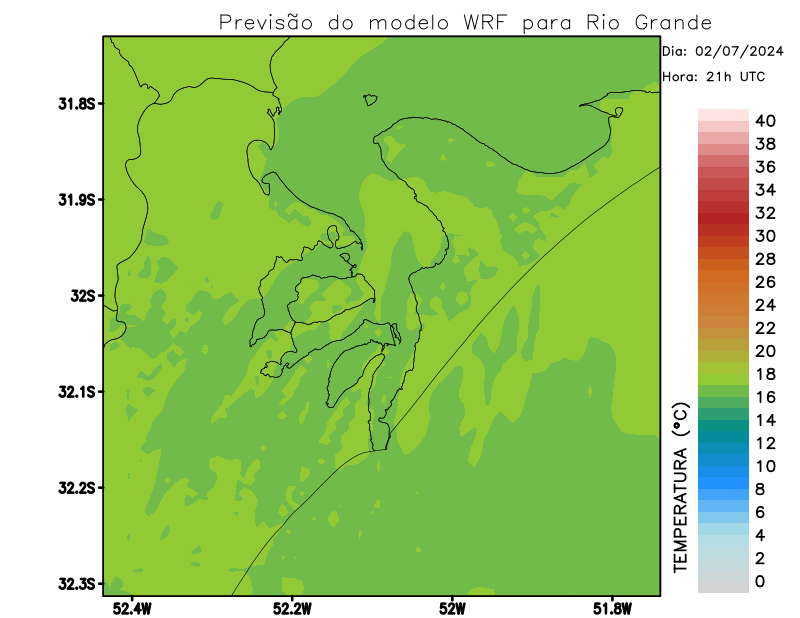 Previsão do modelo WRF para Rio Grande
Dia: 02/07/2024
Hora: 21h UTC
31.8S
31.9S
32S
32.1S
32.2S
32.3S
52.4W
52.2W
52W
51.8W
TEMPERATURA (°C)
40
38
36
34
32
30
28
26
24
22
20
18
16
14
12
10
8
6
4
2
0